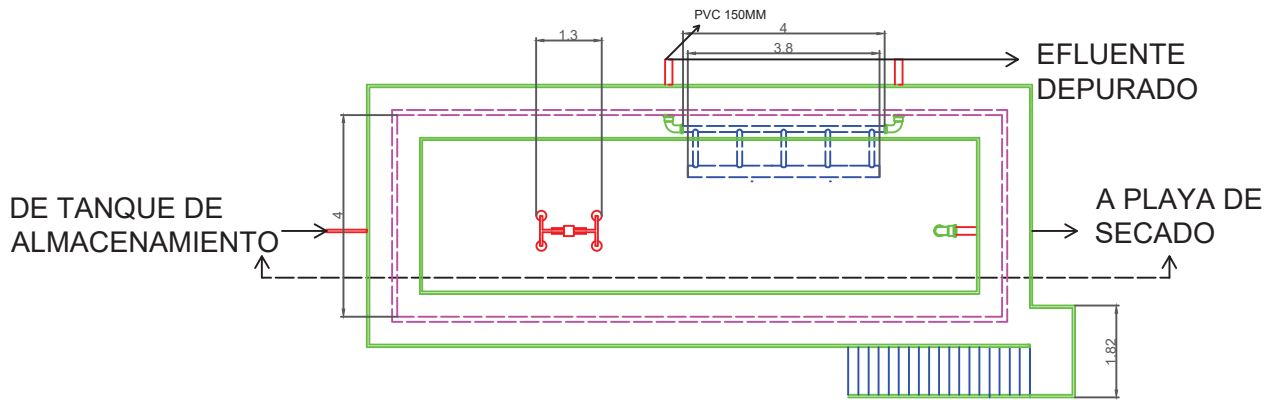 PVC 150MM
4
1.3
3.8
EFLUENTE
DEPURADO
4
DE TANQUE DE
ALMACENAMIENTO
A PLAYA DE
SECADO
1.82